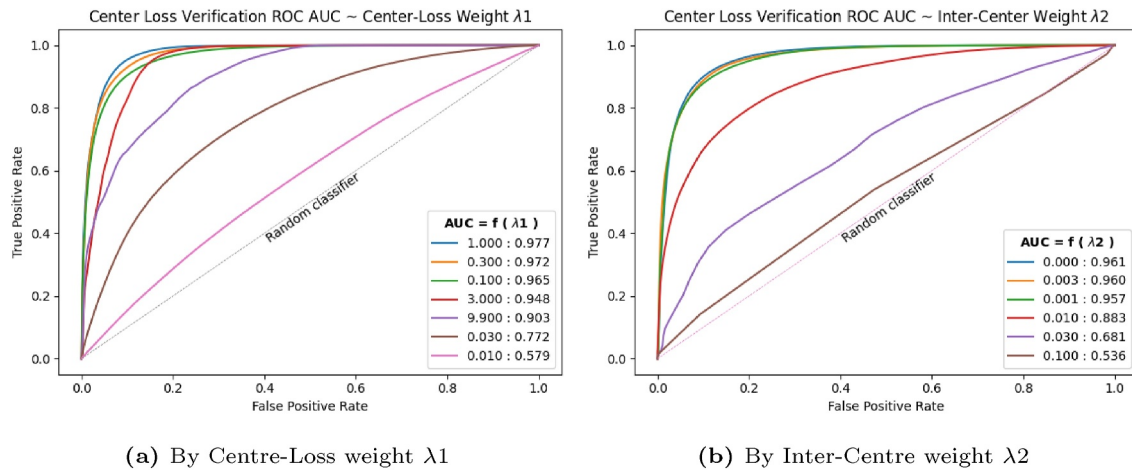 Center Loss Verification ROC AUC ~ Center-Loss Weight λ1
1.0
0.8
0.6
0.4
0.2
0.0
True Positive Rate
Random classifier
AUC = f ( λ1 )
1.000 : 0.977
0.300 : 0.972
0.100 : 0.965
3.000 : 0.948
9.900 : 0.903
0.030 : 0.772
0.010 : 0.579
0.0 0.2 0.4 0.6 0.8 1.0
False Positive Rate
(a) By Centre-Loss weight λ1
Center Loss Verification ROC AUC ~ Inter-Center Weight λ2
1.0
0.8
0.6
0.4
0.2
0.0
True Positive Rate
Random classifier
AUC = f ( λ2 )
0.000 : 0.961
0.003 : 0.960
0.001 : 0.957
0.010 : 0.883
0.030 : 0.681
0.100 : 0.536
0.0 0.2 0.4 0.6 0.8 1.0
False Positive Rate
(b) By Inter-Centre weight λ2